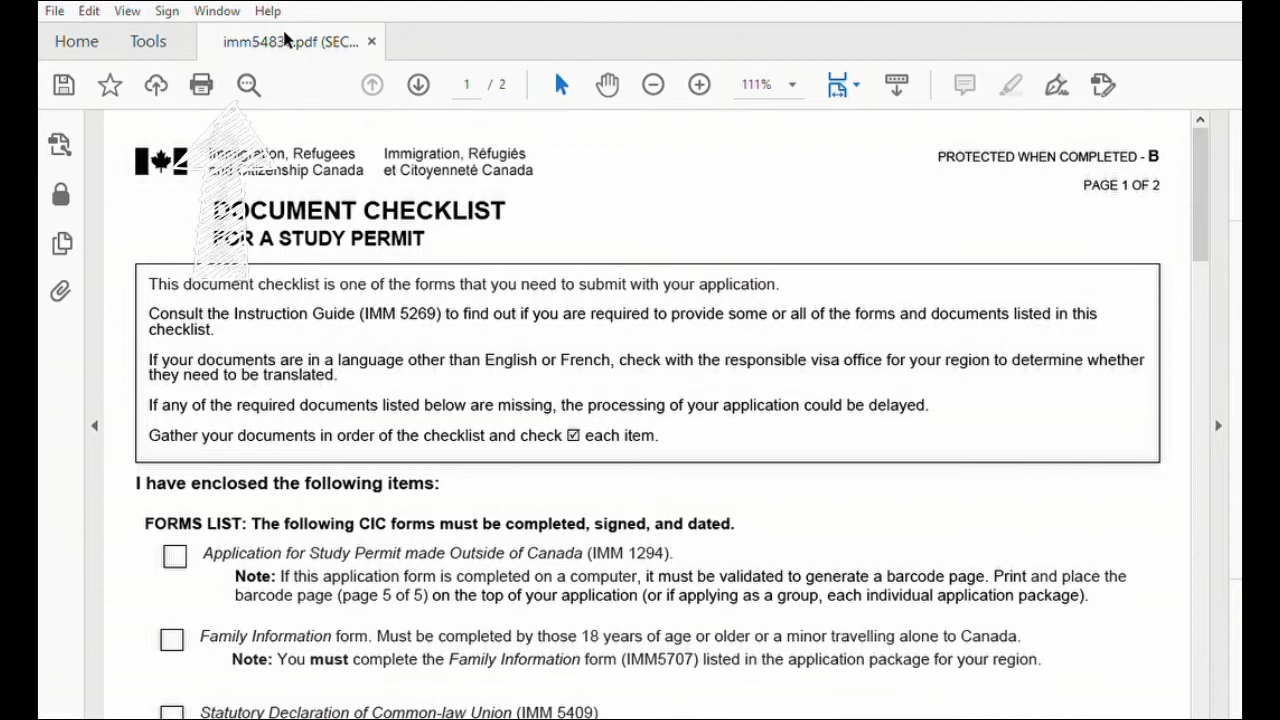 File Edit View Sign Window Help
Home Tools imm5483 .pdf (SEC...
1 / 2 111%
Immigration, Refugees and Citizenship Canada
Immigration, Réfugiés et Citoyenneté Canada
PROTECTED WHEN COMPLETED - B
PAGE 1 OF 2
DOCUMENT CHECKLIST
FOR A STUDY PERMIT
This document checklist is one of the forms that you need to submit with your application.
Consult the Instruction Guide (IMM 5269) to find out if you are required to provide some or all of the forms and documents listed in this
checklist.
If your documents are in a language other than English or French, check with the responsible visa office for your region to determine whether
they need to be translated.
If any of the required documents listed below are missing, the processing of your application could be delayed.
Gather your documents in order of the checklist and check ☑ each item.
I have enclosed the following items:
FORMS LIST: The following CIC forms must be completed, signed, and dated.
Application for Study Permit made Outside of Canada (IMM 1294).
Note: If this application form is completed on a computer, it must be validated to generate a barcode page. Print and place the
barcode page (page 5 of 5) on the top of your application (or if applying as a group, each individual application package).
Family Information form. Must be completed by those 18 years of age or older or a minor travelling alone to Canada.
Note: You must complete the Family Information form (IMM5707) listed in the application package for your region.
Statutory Declaration of Common-law Union (IMM 5409)